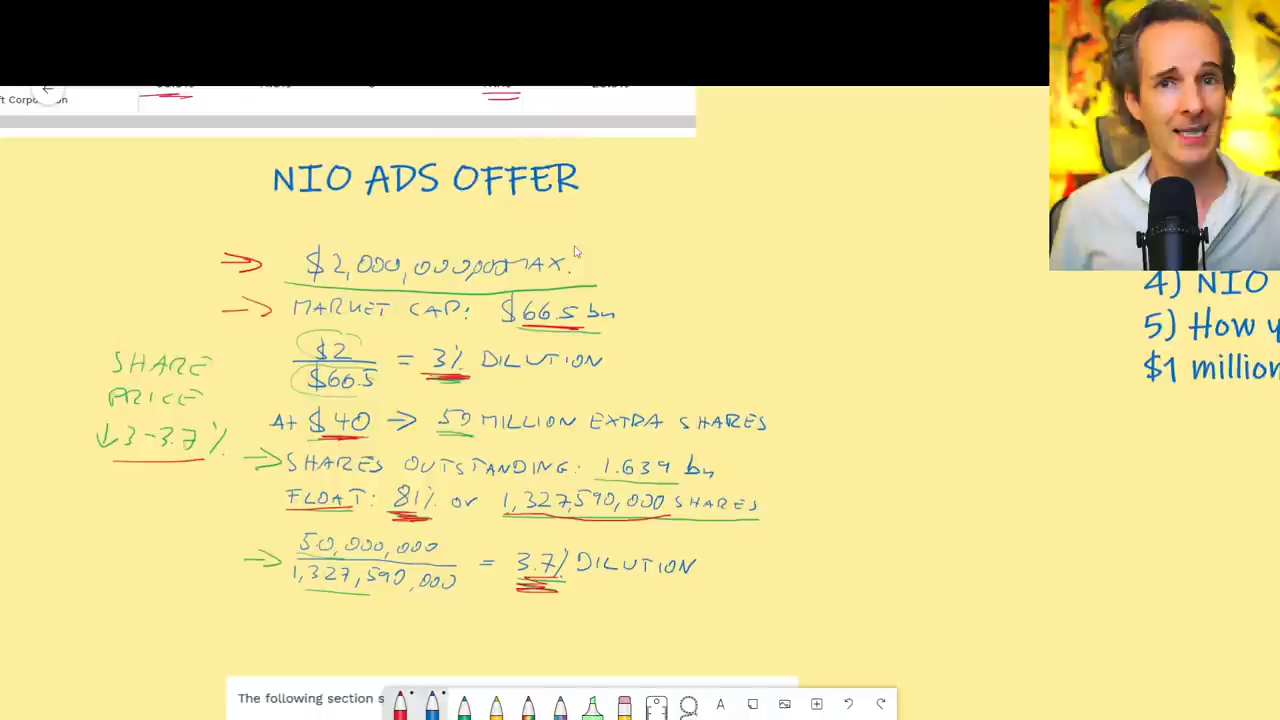 ft Corporation
NIO ADS OFFER
$2,000,000,000 MAX.
MARKET CAP: $66.5 bn
$2
$66.5
= 3% DILUTION
SHARE
PRICE
↓3-3.7%
At $40 → 50 MILLION EXTRA SHARES
SHARES OUTSTANDING: 1.639 bn
FLOAT: 81% or 1,327,590,000 SHARES
50,000,000
1,327,590,000
= 3.7% DILUTION
4) NIO
5) How y
$1 million
The following section s
A